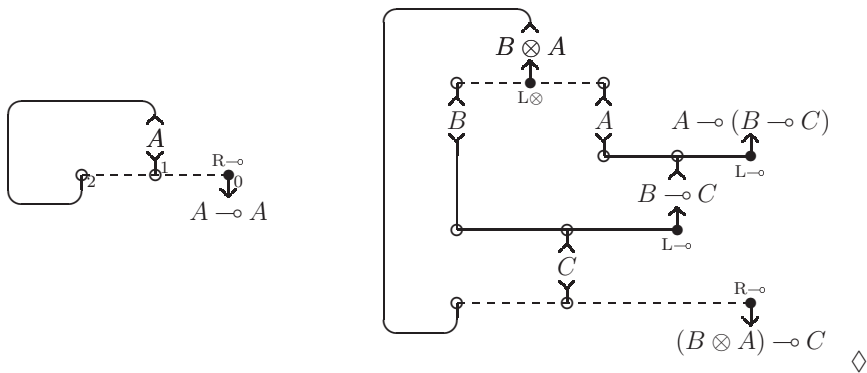 B ⊗ A
L⊗
B
A
A ⊸ (B ⊸ C)
L⊸
A
R⊸
2
1
0
A ⊸ A
B ⊸ C
L⊸
C
R⊸
(B ⊗ A) ⊸ C
◇